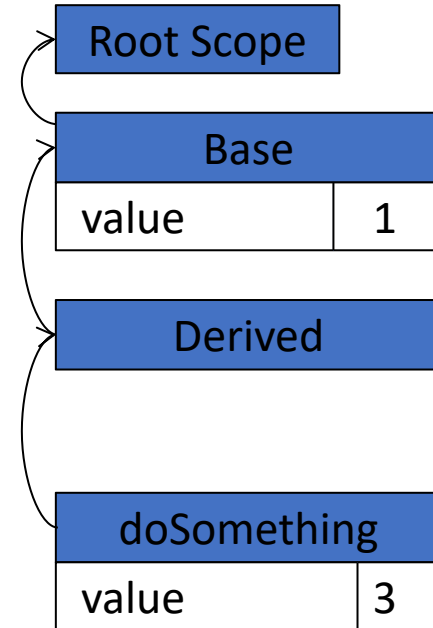 Root Scope
Base
value 1
Derived
doSomething
value 3